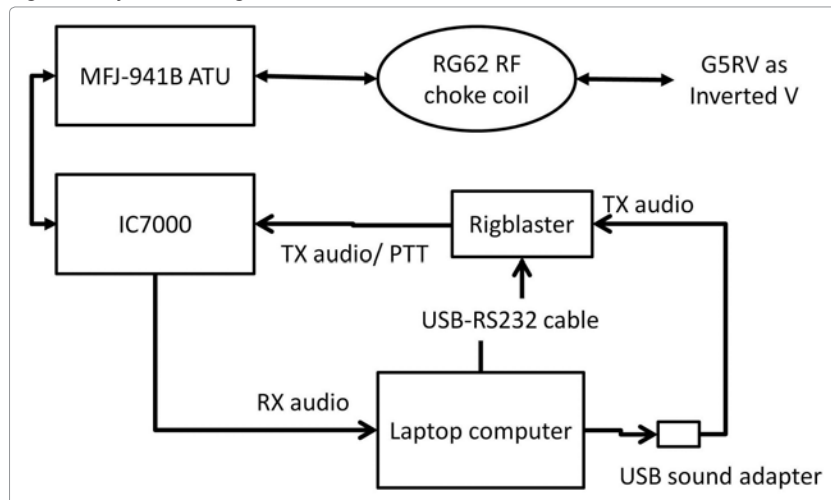 MFJ-941B ATU
RG62 RF
choke coil
G5RV as
Inverted V
IC7000
Rigblaster
TX audio
TX audio/ PTT
USB-RS232 cable
RX audio
Laptop computer
USB sound adapter